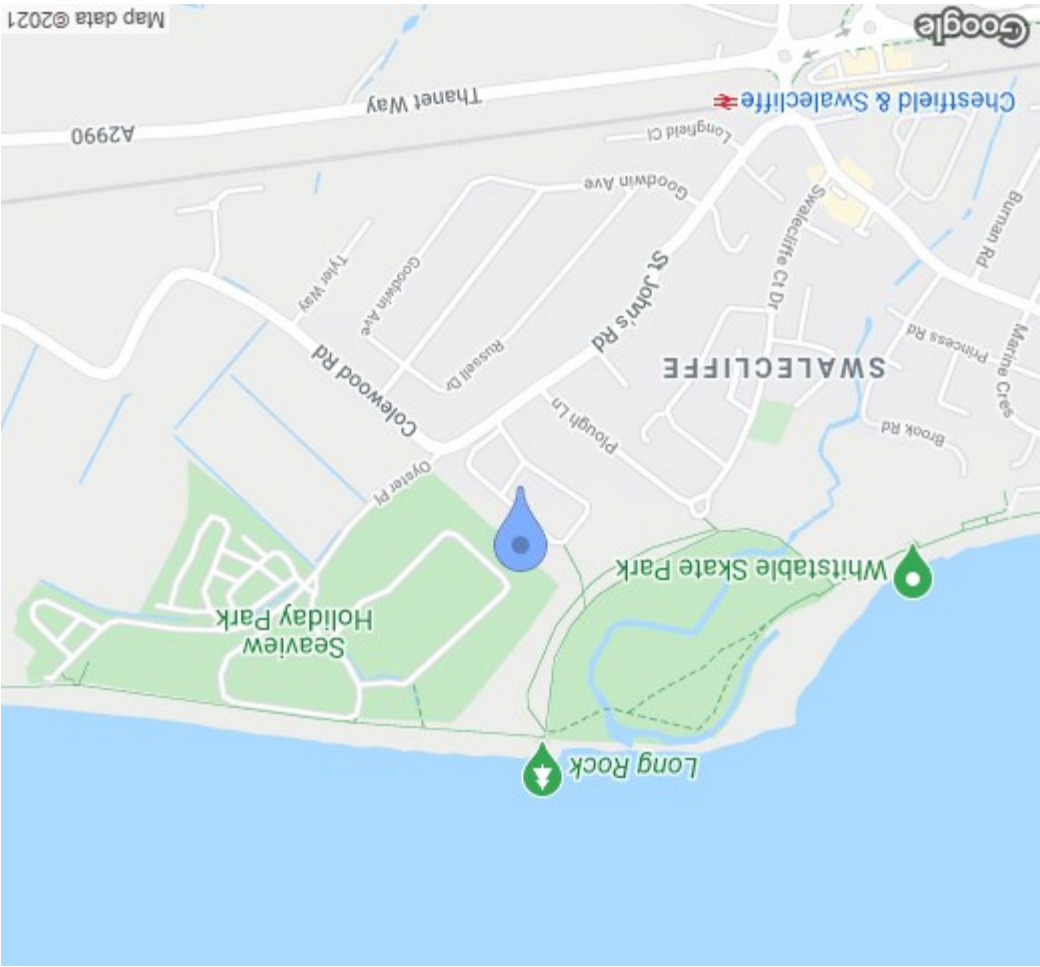 Long Rock
Seaview
Holiday Park
Whitstable Skate Park
Oyster Pl
Brook Rd
Plough Ln
Colewood Rd
Marine Cres
SWALECLIFFE
Russell Dr
Princess Rd
St John's Rd
Goodwin Ave
Tyler Way
Swalecliffe Ct Dr
Burnan Rd
Goodwin Ave
Longfield Ct
A2990
Chestfield & Swalecliffe
Thanet Way
Google
Map data ©2021